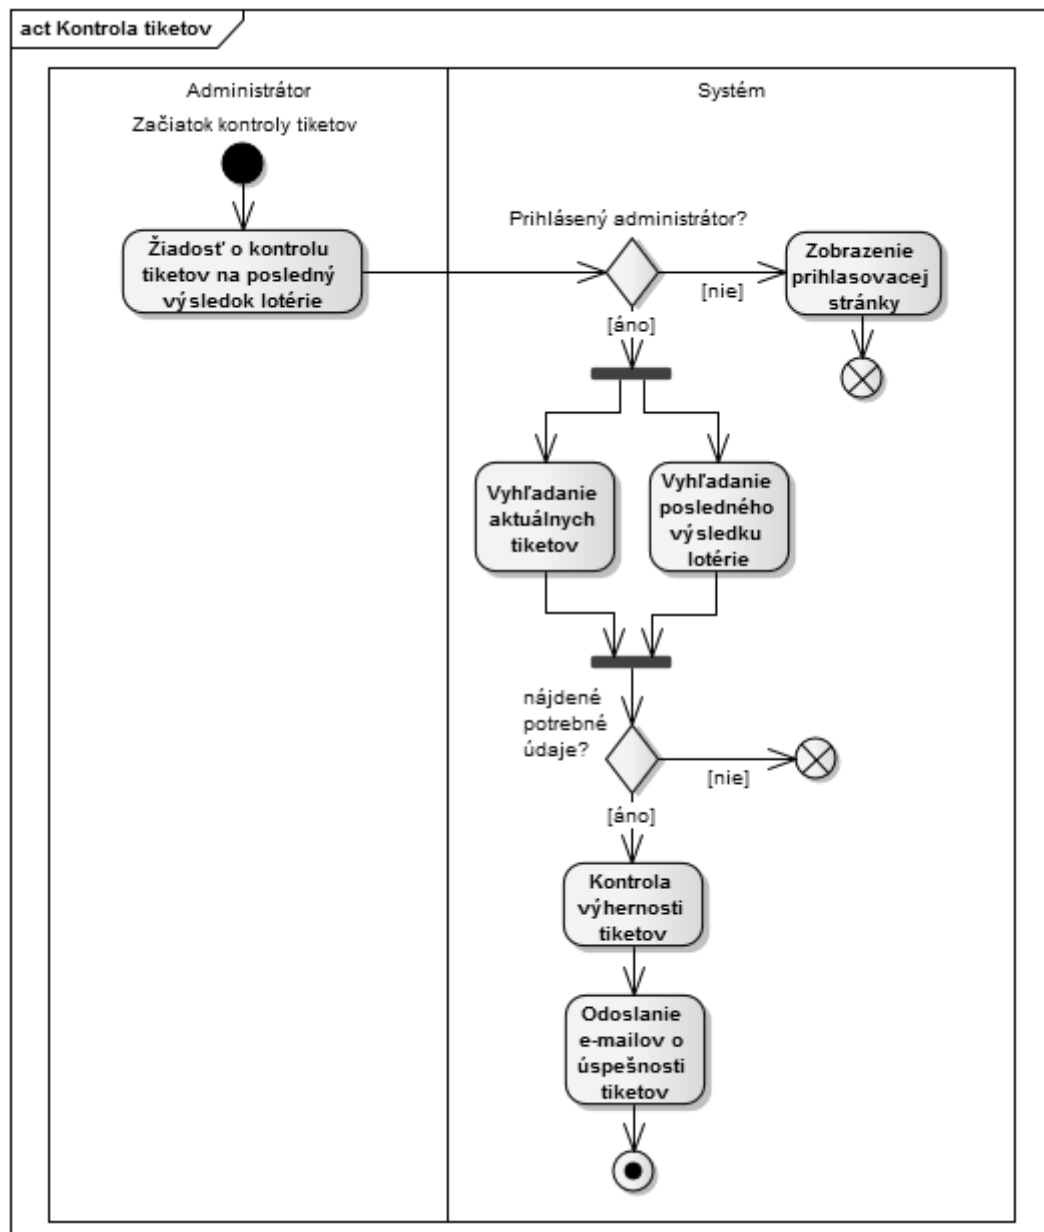 act Kontrola tiketov
Administrátor
Systém
Začiatok kontroly tiketov
Žiadosť o kontrolu
tiketov na posledný
výsledok lotérie
Prihlásený administrátor?
[nie]
Zobrazenie
prihlasovacej
stránky
[áno]
Vyhľadanie
aktuálnych
tiketov
Vyhľadanie
posledného
výsledku
lotérie
nájdené
potrebné
údaje?
[nie]
[áno]
Kontrola
výhernosti
tiketov
Odoslanie
e-mailov o
úspešnosti
tiketov